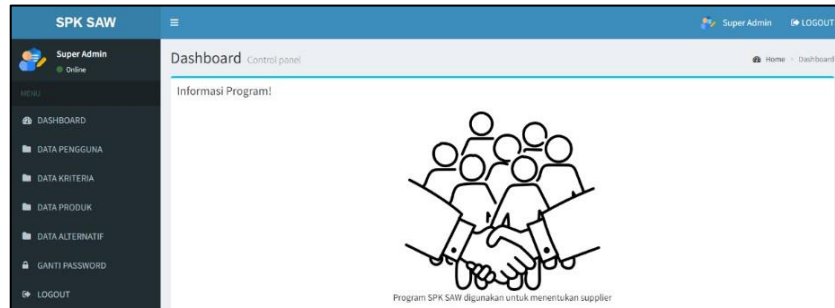 SPK SAW
Super Admin
LOGOUT
Super Admin
Online
Dashboard Control panel
Home > Dashboard
MENU
Informasi Program!
DASHBOARD
DATA PENGGUNA
DATA KRITERIA
DATA PRODUK
DATA ALTERNATIF
GANTI PASSWORD
LOGOUT
Program SPK SAW digunakan untuk menentukan supplier